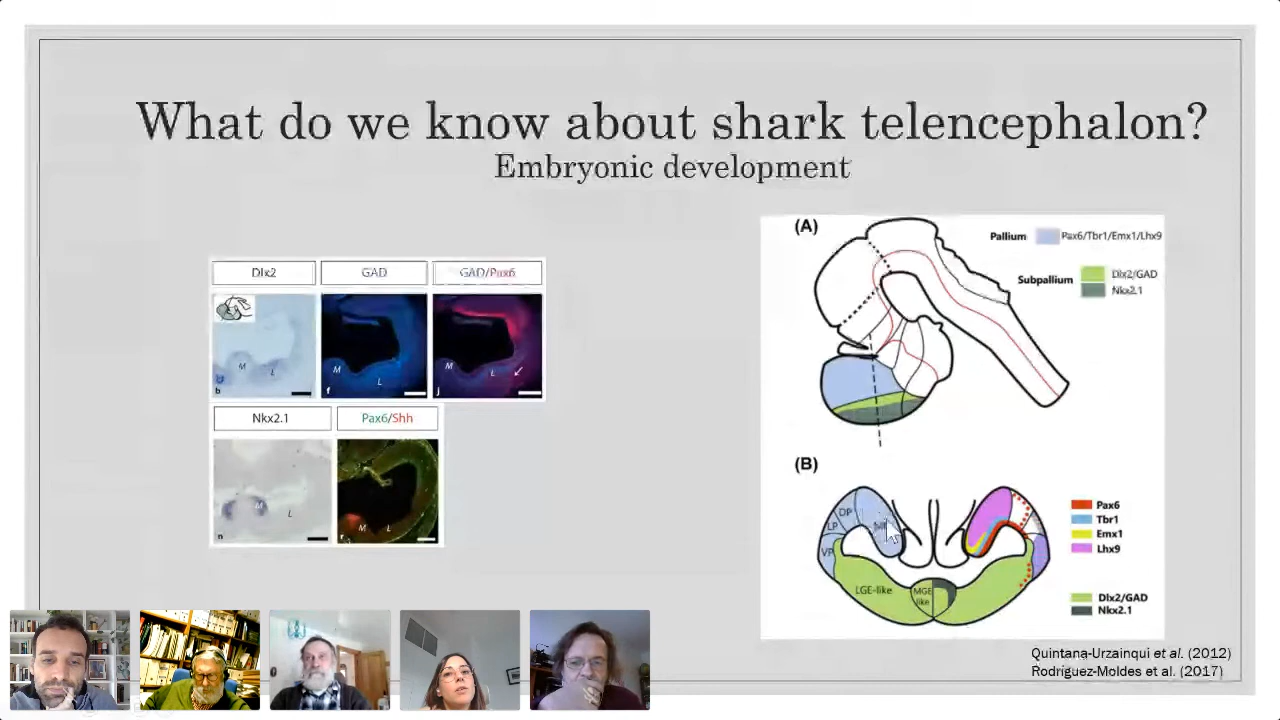 What do we know about shark telencephalon?
Embryonic development
Dlx2
GAD
GAD/Pax6
M
L
b
M
L
f
M
L
j
Nkx2.1
Pax6/Shh
M
L
n
M
L
r
(A)
Pallium
Pax6/Tbr1/Emx1/Lhx9
Subpallium
Dlx2/GAD
Nkx2.1
(B)
DP
LP
VP
LGE-like
MGE
like
Pax6
Tbr1
Emx1
Lhx9
Dlx2/GAD
Nkx2.1
Quintana-Urzainqui et al. (2012)
Rodríguez-Moldes et al. (2017)